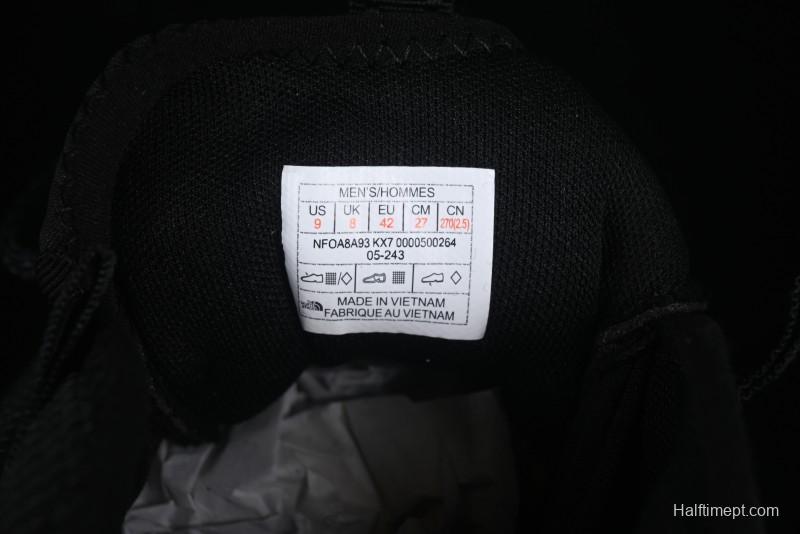 MEN'S/HOMMES
US UK EU CM CN
9 8 42 27 270(2.5)
NFOA8A93 KX7 0000500264
05-243
MADE IN VIETNAM
FABRIQUE AU VIETNAM
Halftimept.com